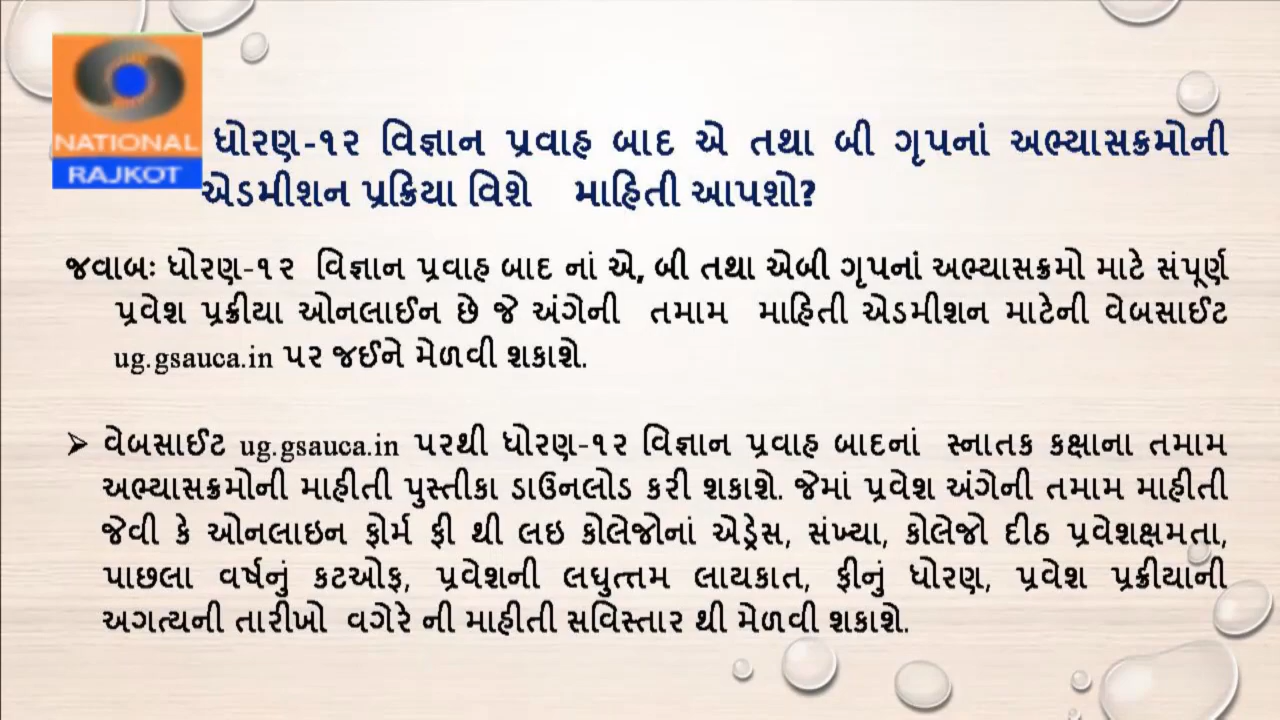 NATIONAL
RAJKOT
ધોરણ-૧૨ વિજ્ઞાન પ્રવાહ બાદ એ તથા બી ગૃપનાં અભ્યાસક્રમોની
એડમીશન પ્રક્રિયા વિશે માહિતી આપશો?
જવાબઃ ધોરણ-૧૨ વિજ્ઞાન પ્રવાહ બાદ નાં એ, બી તથા એબી ગૃપનાં અભ્યાસક્રમો માટે સંપૂર્ણ
પ્રવેશ પ્રક્રીયા ઓનલાઈન છે જે અંગેની તમામ માહિતી એડમીશન માટેની વેબસાઈટ
ug.gsauca.in પર જઈને મેળવી શકાશે.
➢ વેબસાઈટ ug.gsauca.in પરથી ધોરણ-૧૨ વિજ્ઞાન પ્રવાહ બાદનાં સ્નાતક કક્ષાના તમામ
અભ્યાસક્રમોની માહીતી પુસ્તીકા ડાઉનલોડ કરી શકાશે. જેમાં પ્રવેશ અંગેની તમામ માહીતી
જેવી કે ઓનલાઇન ફોર્મ ફી થી લઇ કોલેજોનાં એડ્રેસ, સંખ્યા, કોલેજો દીઠ પ્રવેશક્ષમતા,
પાછલા વર્ષનું કટઓફ, પ્રવેશની લઘુત્તમ લાયકાત, ફીનું ધોરણ, પ્રવેશ પ્રક્રીયાની
અગત્યની તારીખો વગેરે ની માહીતી સવિસ્તાર થી મેળવી શકાશે.